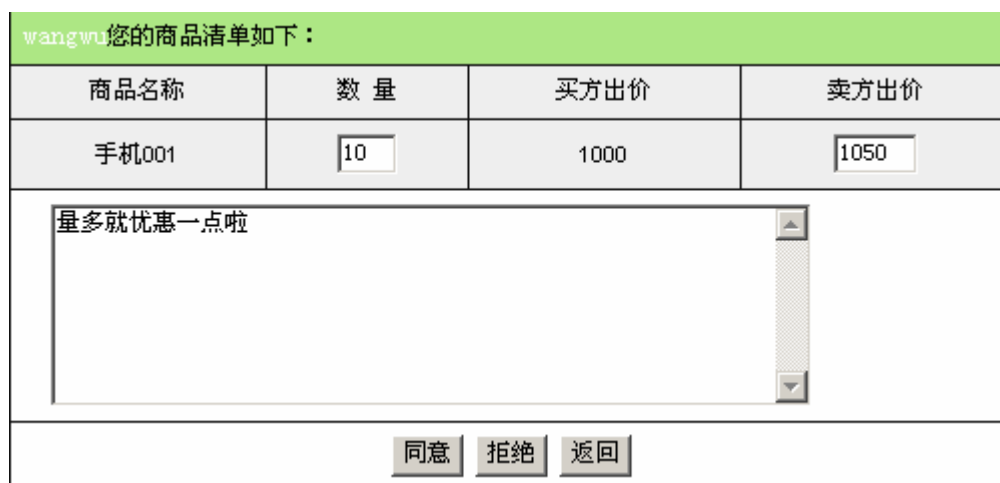 wangwu您的商品清单如下：
商品名称 数 量 买方出价 卖方出价
手机001 10 1000 1050
量多就优惠一点啦
同意 拒绝 返回